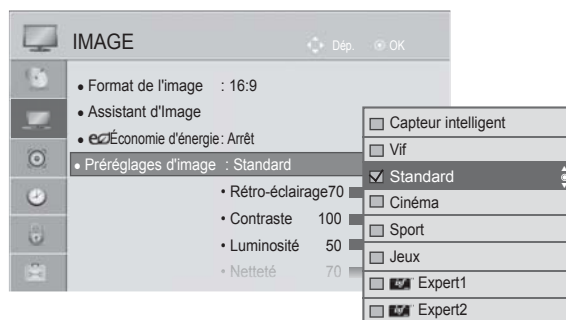 IMAGE
Dép.
OK
• Format de l'image : 16:9
• Assistant d'Image
• Économie d'énergie: Arrêt
• Préréglages d'image : Standard
• Rétro-éclairage70
• Contraste 100
• Luminosité 50
• Netteté 70
Capteur intelligent
Vif
Standard
Cinéma
Sport
Jeux
Expert1
Expert2